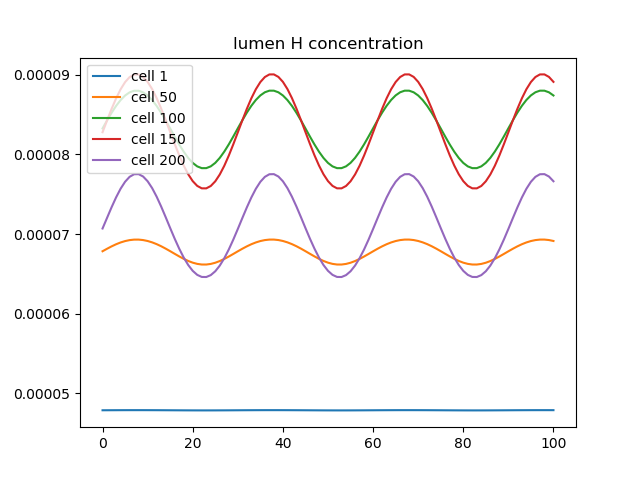 lumen H concentration
0.00009
0.00008
0.00007
0.00006
0.00005
cell 1
cell 50
cell 100
cell 150
cell 200
0
20
40
60
80
100